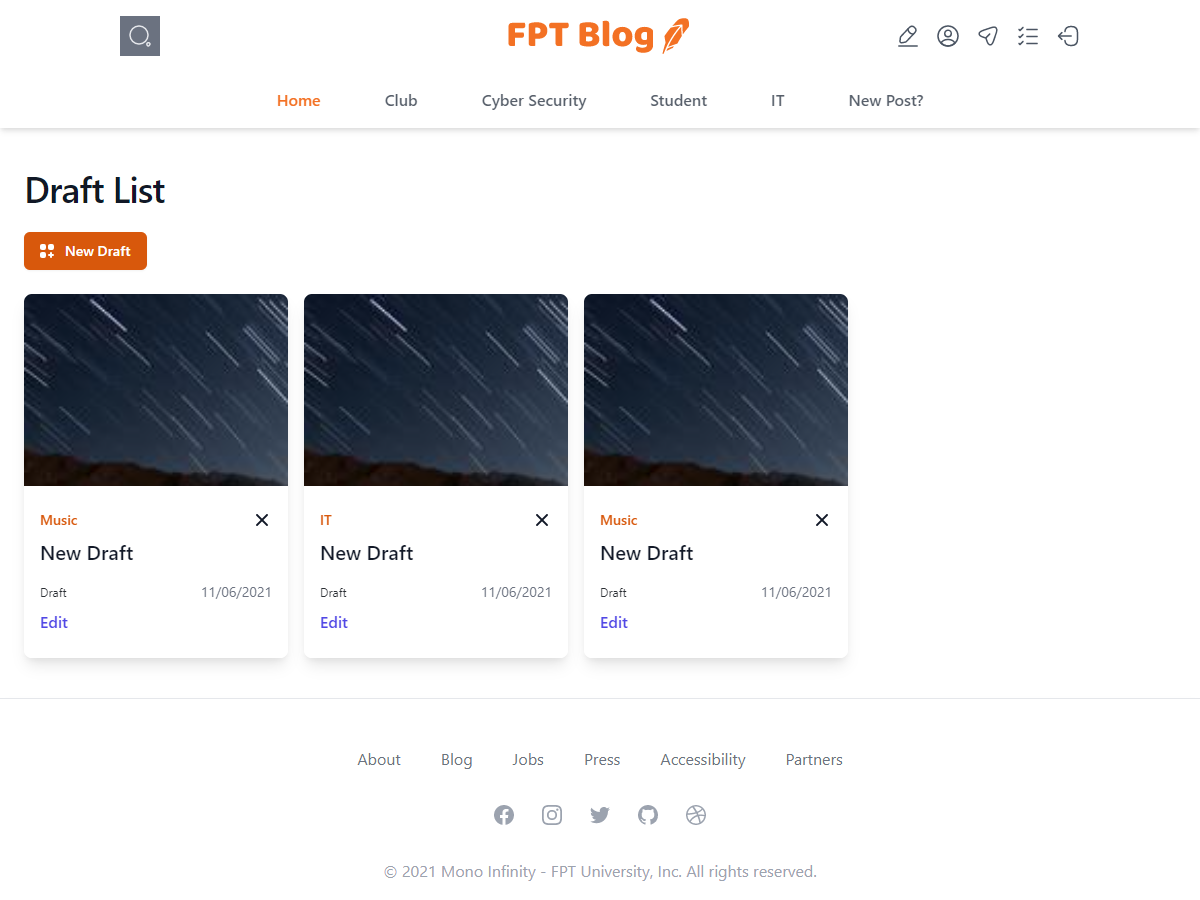 FPT Blog
Home Club Cyber Security Student IT New Post?
Draft List
New Draft
Music
New Draft
Draft 11/06/2021
Edit
IT
New Draft
Draft 11/06/2021
Edit
Music
New Draft
Draft 11/06/2021
Edit
About Blog Jobs Press Accessibility Partners
© 2021 Mono Infinity - FPT University, Inc. All rights reserved.